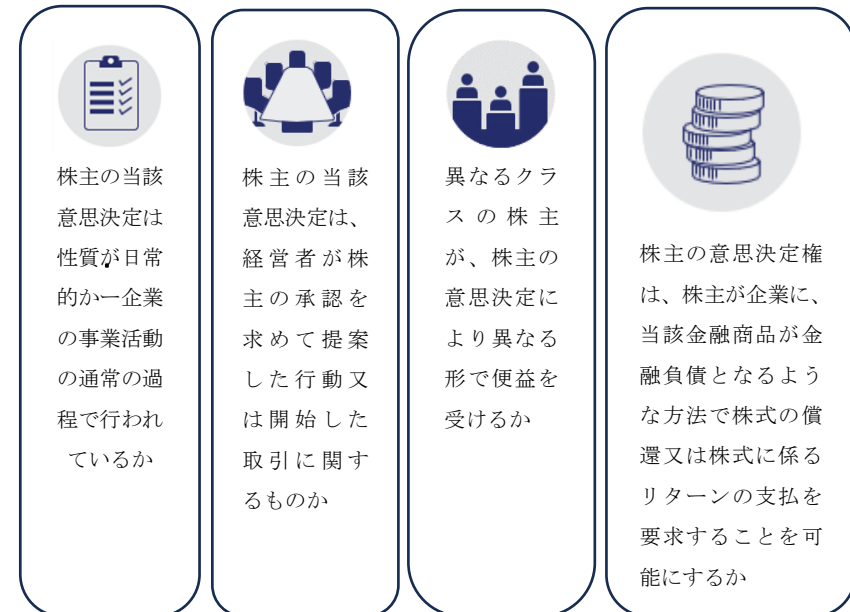 株主の当該
意思決定は
性質が日常
的かー企業
の事業活動
の通常の過
程で行われ
ているか
株主の当該
意思決定は、
経営者が株
主の承認を
求めて提案
した行動又
は開始した
取引に関す
るものか
異なるクラ
スの株主
が、株主の
意思決定に
より異なる
形で便益を
受けるか
株主の意思決定権
は、株主が企業に、
当該金融商品が金
融負債となるよう
な方法で株式の償
還又は株式に係る
リターンの支払を
要求することを可
能にするか